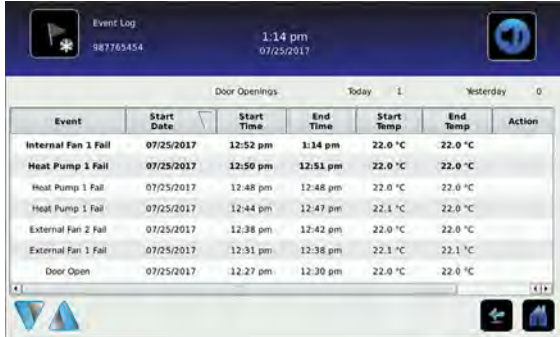 Event Log
1:14 pm
987765454
07/25/2017
Door Openings Today 1 Yesterday 0
Event Start Date Start Time End Time Start Temp End Temp Action
Internal Fan 1 Fail 07/25/2017 12:52 pm 1:14 pm 22.0 °C 22.0 °C
Heat Pump 1 Fail 07/25/2017 12:50 pm 12:51 pm 22.0 °C 22.0 °C
Heat Pump 1 Fail 07/25/2017 12:48 pm 12:48 pm 22.0 °C 22.0 °C
Heat Pump 1 Fail 07/25/2017 12:44 pm 12:47 pm 22.1 °C 22.0 °C
External Fan 2 Fail 07/25/2017 12:38 pm 12:42 pm 22.0 °C 22.0 °C
External Fan 1 Fail 07/25/2017 12:31 pm 12:38 pm 22.1 °C 22.1 °C
Door Open 07/25/2017 12:27 pm 12:30 pm 22.0 °C 22.0 °C